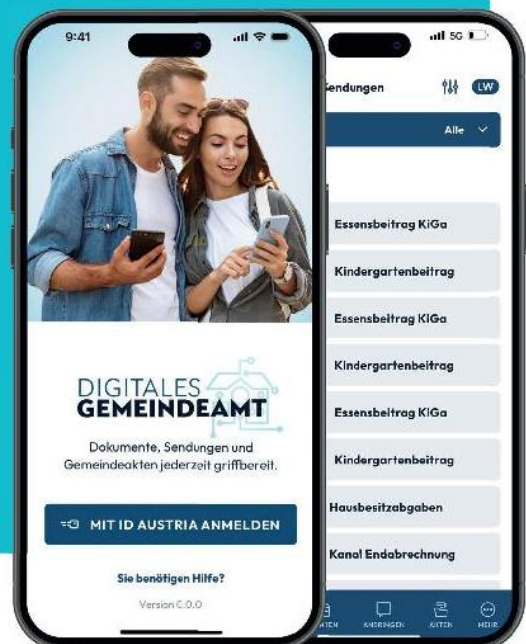 9:41
DIGITALES
GEMEINDEAMT
Dokumente, Sendungen und
Gemeindeakten jederzeit griffbereit.
MIT ID AUSTRIA ANMELDEN
Sie benötigen Hilfe?
Version 0.0.0
5G
Sendungen
LW
Alle
Essensbeitrag KiGa
Kindergartenbeitrag
Essensbeitrag KiGa
Kindergartenbeitrag
Essensbeitrag KiGa
Kindergartenbeitrag
Hausbesitzabgaben
Kanal Endabrechnung
ANBRINGEN
AKTEN
MEHR